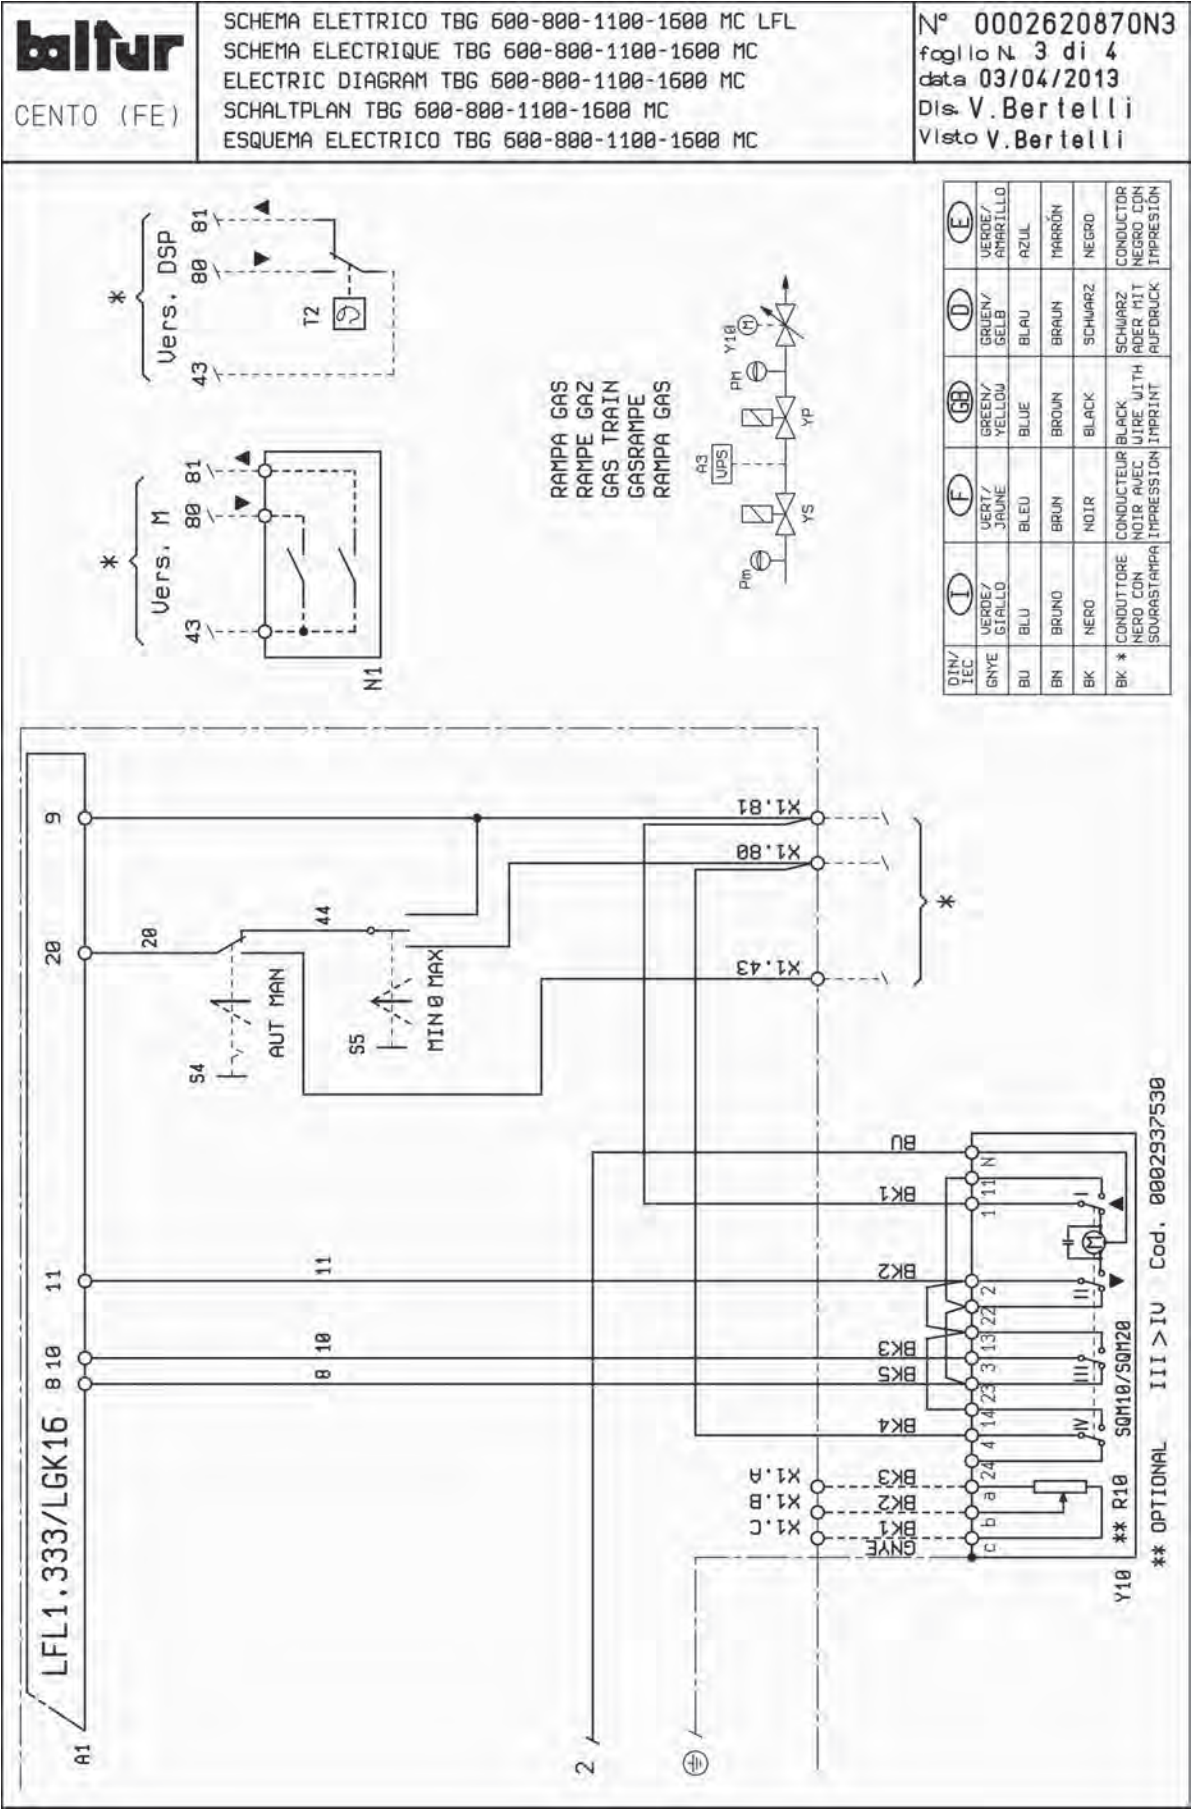 baltur
CENTO (FE)
SCHEMA ELETTRICO TBG 600-800-1100-1600 MC LFL
SCHEMA ELECTRIQUE TBG 600-800-1100-1600 MC
ELECTRIC DIAGRAM TBG 600-800-1100-1600 MC
SCHALTPLAN TBG 600-800-1100-1600 MC
ESQUEMA ELECTRICO TBG 600-800-1100-1600 MC
N° 0002620870N3
foglio N. 3 di 4
data 03/04/2013
Dis. V.Bertelli
Visto V.Bertelli
*
Vers. DSP
43 80 81
T2
*
Vers. M
43 80 81
N1
RAMPA GAS
RAMPE GAZ
GAS TRAIN
GASRAMPE
RAMPA GAS
A3
VPS
Pm YS YP PM Y10
M
DIN/IEC I F GB D E
GNYE VERDE/GIALLO VERT/JAUNE GREEN/YELLOW GRUEN/GELB VERDE/AMARILLO
BU BLU BLEU BLUE BLAU AZUL
BN BRUNO BRUN BROWN BRAUN MARRÓN
BK NERO NOIR BLACK SCHWARZ NEGRO
BK * CONDUTTORE NERO CON SOVRASTAMPA CONDUCTEUR NOIR AVEC IMPRESSION BLACK WIRE WITH IMPRINT SCHWARZ ADER MIT AUFDRUCK CONDUCTOR NEGRO CON IMPRESIÓN
A1
LFL1.333/LGK16
8 10 11 20 9
8 10 11 20 44
S4
AUT MAN
S5
MIN 0 MAX
X1.81
X1.80
X1.43
*
2
X1.C X1.B X1.A
GNYE BK1 BK2 BK3 BK4 BK5 BK3 BK2 BK1 BU
c b a 24 4 14 23 3 13 22 2 1 11 N
IV III II I
M
Y10 ** R10 SQM10/SQM20
** OPTIONAL III > IV Cod. 0002937530